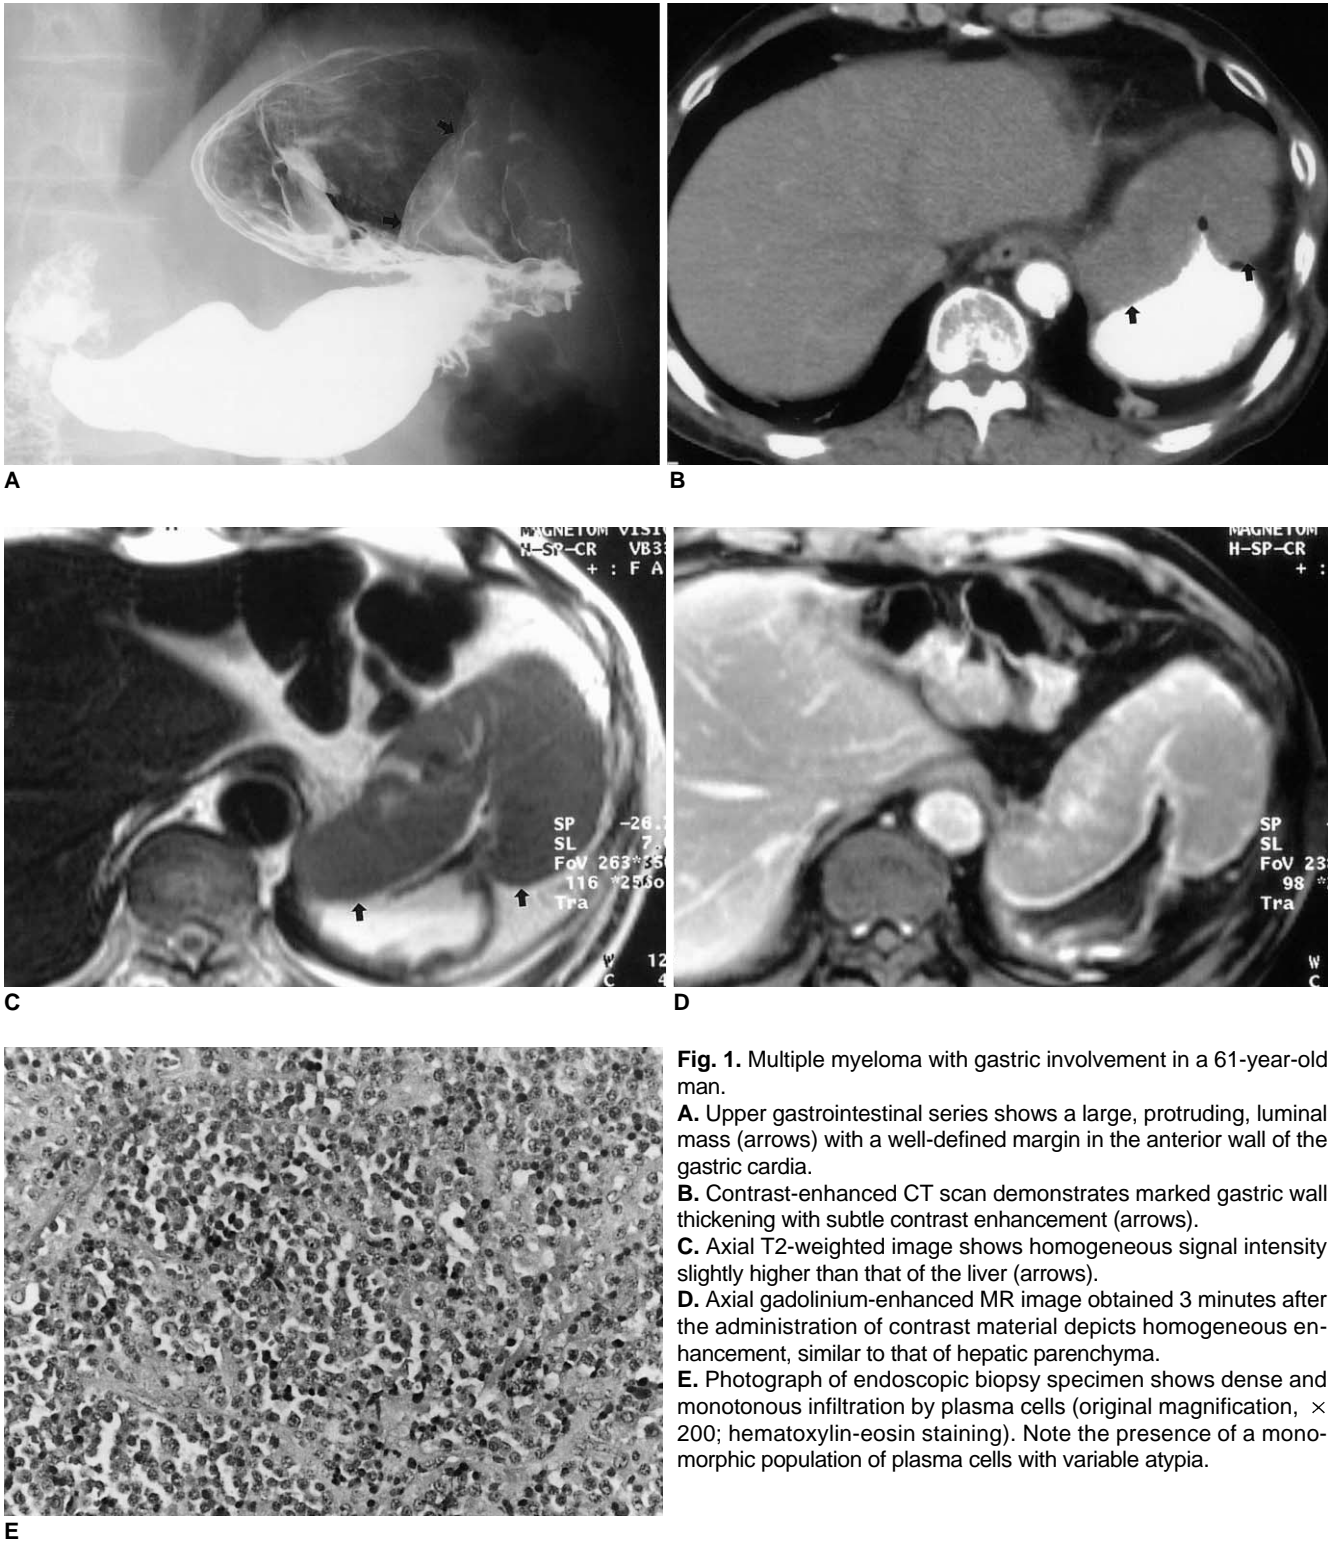 A
B
MAGNETOM VISIO
H-SP-CR VB33
+ : F A
SP -26.
SL 7.
FoV 263*350
116 *256o
Tra
W 12
C 4
MAGNETOM
H-SP-CR
+ :
SP -
SL
FoV 23
98 *
Tra
W
C
C
D
Fig. 1. Multiple myeloma with gastric involvement in a 61-year-old
man.
A. Upper gastrointestinal series shows a large, protruding, luminal
mass (arrows) with a well-defined margin in the anterior wall of the
gastric cardia.
B. Contrast-enhanced CT scan demonstrates marked gastric wall
thickening with subtle contrast enhancement (arrows).
C. Axial T2-weighted image shows homogeneous signal intensity
slightly higher than that of the liver (arrows).
D. Axial gadolinium-enhanced MR image obtained 3 minutes after
the administration of contrast material depicts homogeneous en-
hancement, similar to that of hepatic parenchyma.
E. Photograph of endoscopic biopsy specimen shows dense and
monotonous infiltration by plasma cells (original magnification, ×
200; hematoxylin-eosin staining). Note the presence of a mono-
morphic population of plasma cells with variable atypia.
E